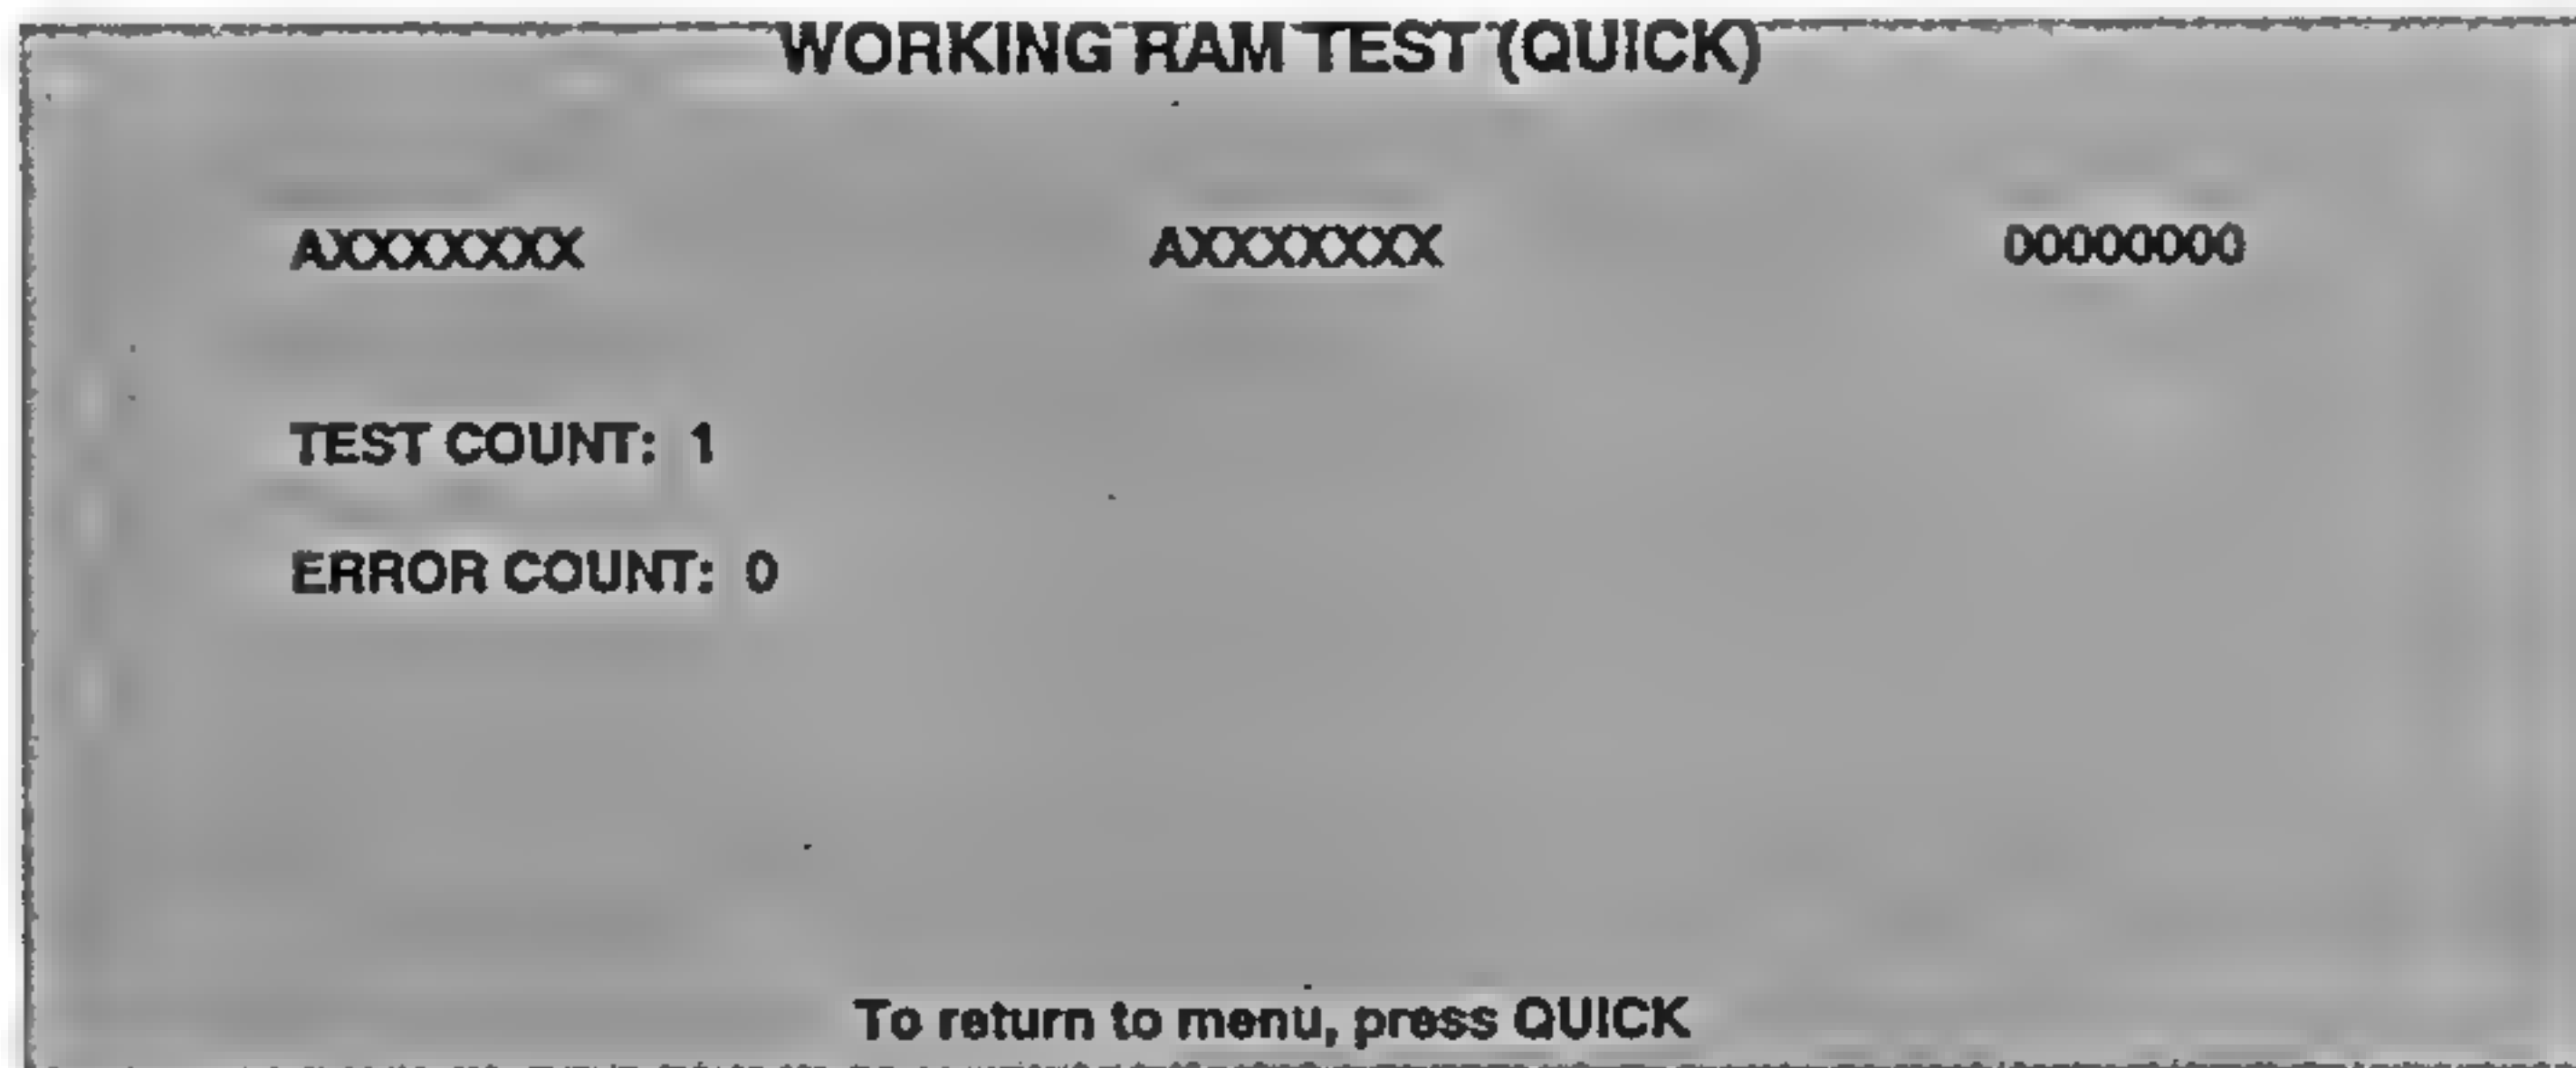 WORKING RAM TEST (QUICK)
AXXXXXXX AXXXXXXX 00000000
TEST COUNT: 1
ERROR COUNT: 0
To return to menu, press QUICK